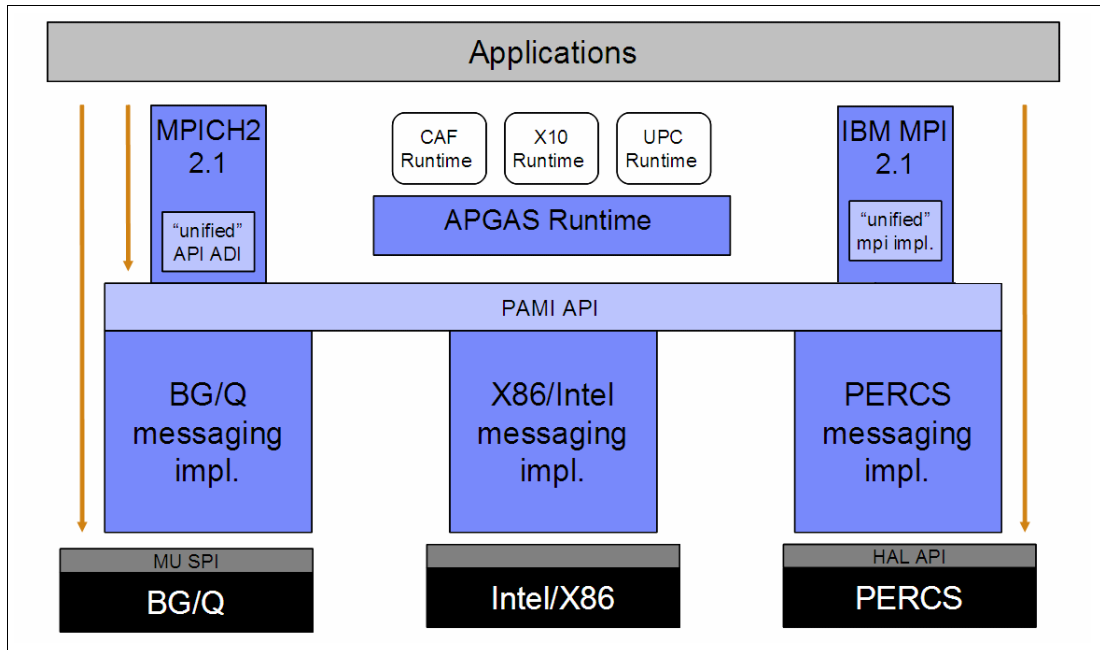 Applications
MPICH2
2.1
"unified"
API ADI
CAF
Runtime
X10
Runtime
UPC
Runtime
APGAS Runtime
IBM MPI
2.1
"unified"
mpi impl.
PAMI API
BG/Q
messaging
impl.
X86/Intel
messaging
impl.
PERCS
messaging
impl.
MU SPI
BG/Q
Intel/X86
HAL API
PERCS